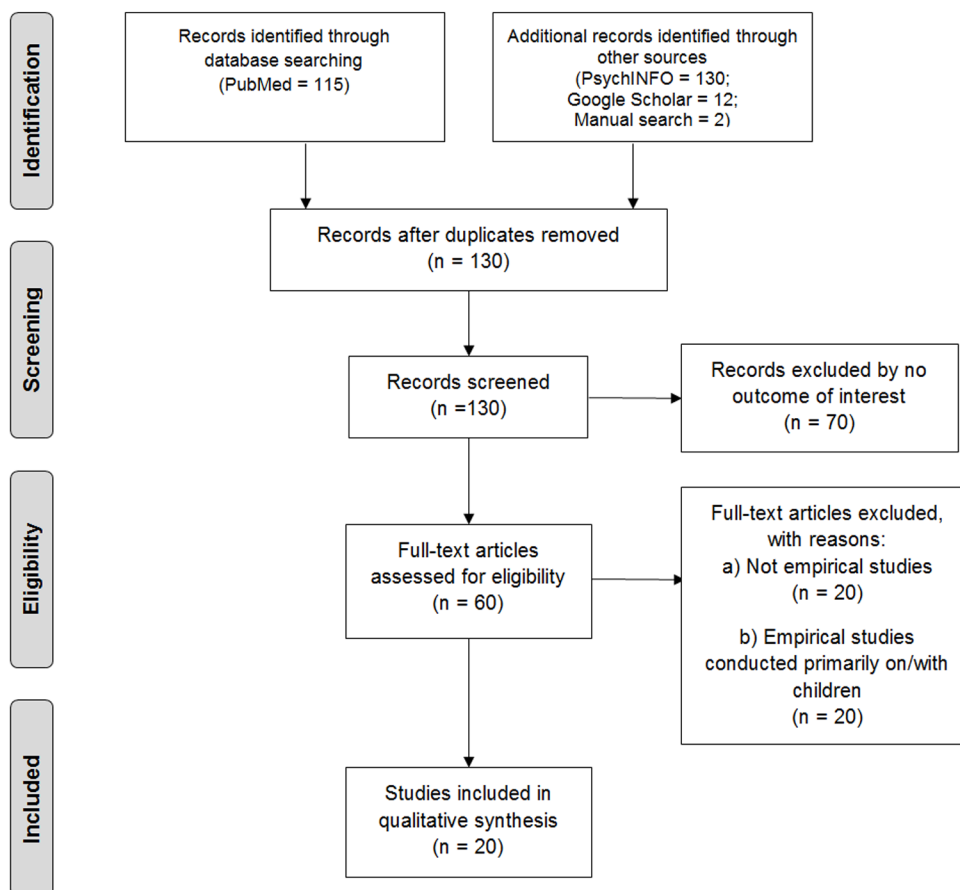 Identification
Records identified through
database searching
(PubMed = 115)
Additional records identified through
other sources
(PsychINFO = 130;
Google Scholar = 12;
Manual search = 2)
Records after duplicates removed
(n = 130)
Screening
Records screened
(n =130)
Records excluded by no
outcome of interest
(n = 70)
Eligibility
Full-text articles
assessed for eligibility
(n = 60)
Full-text articles excluded,
with reasons:
a) Not empirical studies
(n = 20)
b) Empirical studies
conducted primarily on/with
children
(n = 20)
Included
Studies included in
qualitative synthesis
(n = 20)